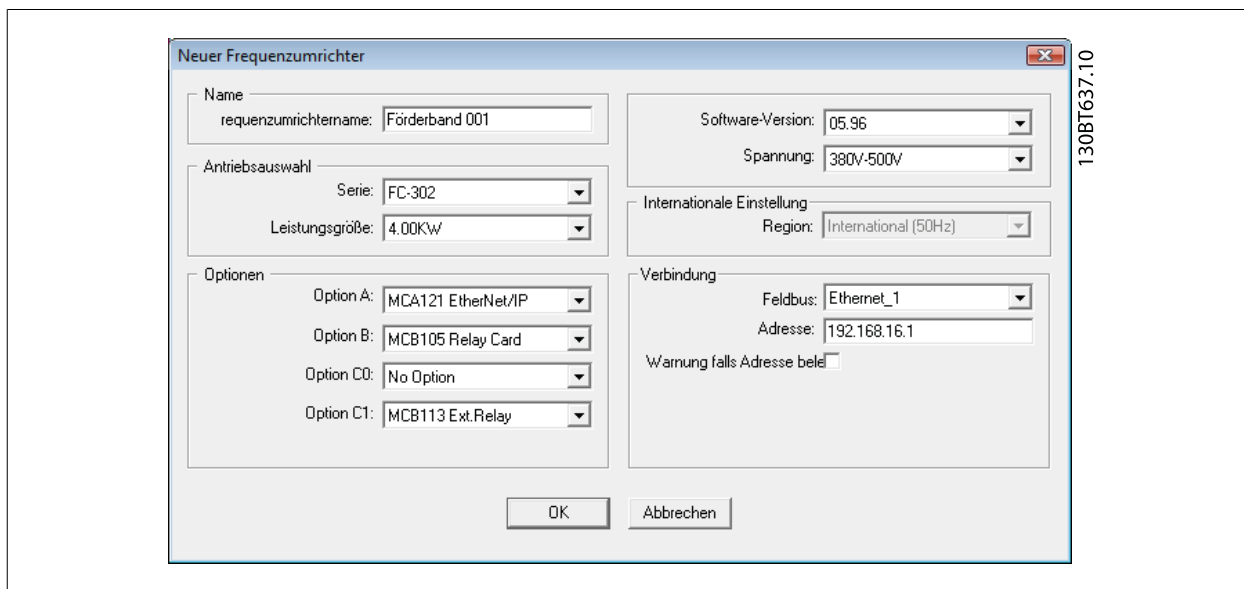 Neuer Frequenzumrichter
Name
requenzumrichtername: Förderband 001
Antriebsauswahl
Serie: FC-302
Leistungsgröße: 4.00KW
Optionen
Option A: MCA121 EtherNet/IP
Option B: MCB105 Relay Card
Option C0: No Option
Option C1: MCB113 Ext.Relay
Software-Version: 05.96
Spannung: 380V-500V
Internationale Einstellung
Region: International (50Hz)
Verbindung
Feldbus: Ethernet_1
Adresse: 192.168.16.1
Warnung falls Adresse bele
OK
Abbrechen
130BT637.10